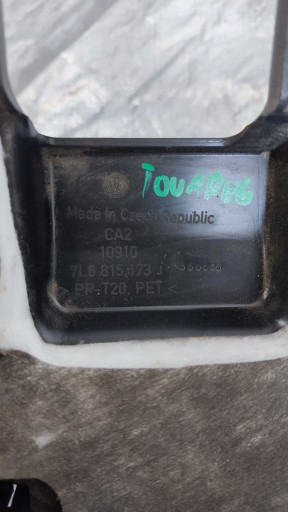 TOUAREG
Made In Czech Republic
CA2
10910
7L6.815.173
> PP-T20, PET <